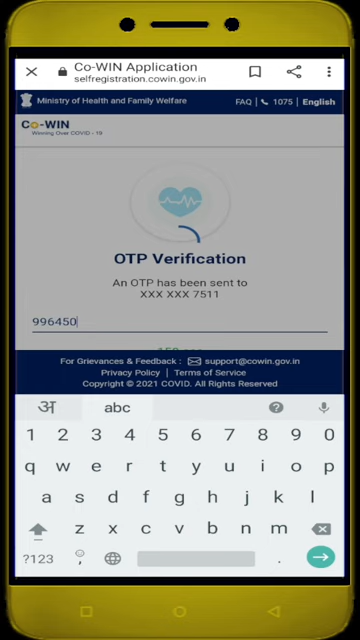 Co-WIN Application
selfregistration.cowin.gov.in
Ministry of Health and Family Welfare
FAQ | 1075 | English
Co-WIN
Winning Over COVID - 19
OTP Verification
An OTP has been sent to
XXX XXX 7511
996450
For Grievances & Feedback : support@cowin.gov.in
Privacy Policy | Terms of Service
Copyright © 2021 COVID. All Rights Reserved
अ abc ?
1 2 3 4 5 6 7 8 9 0
q w e r t y u i o p
a s d f g h j k l
z x c v b n m
?123 , .